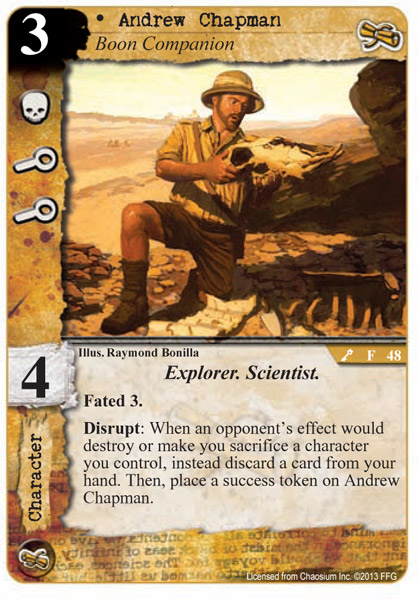 3
• Andrew Chapman
Boon Companion
Illus. Raymond Bonilla
F 48
4
Explorer. Scientist.
Fated 3.
Disrupt: When an opponent's effect would
destroy or make you sacrifice a character
you control, instead discard a card from your
hand. Then, place a success token on Andrew
Chapman.
Character
Licensed from Chaosium Inc. ©2013 FFG